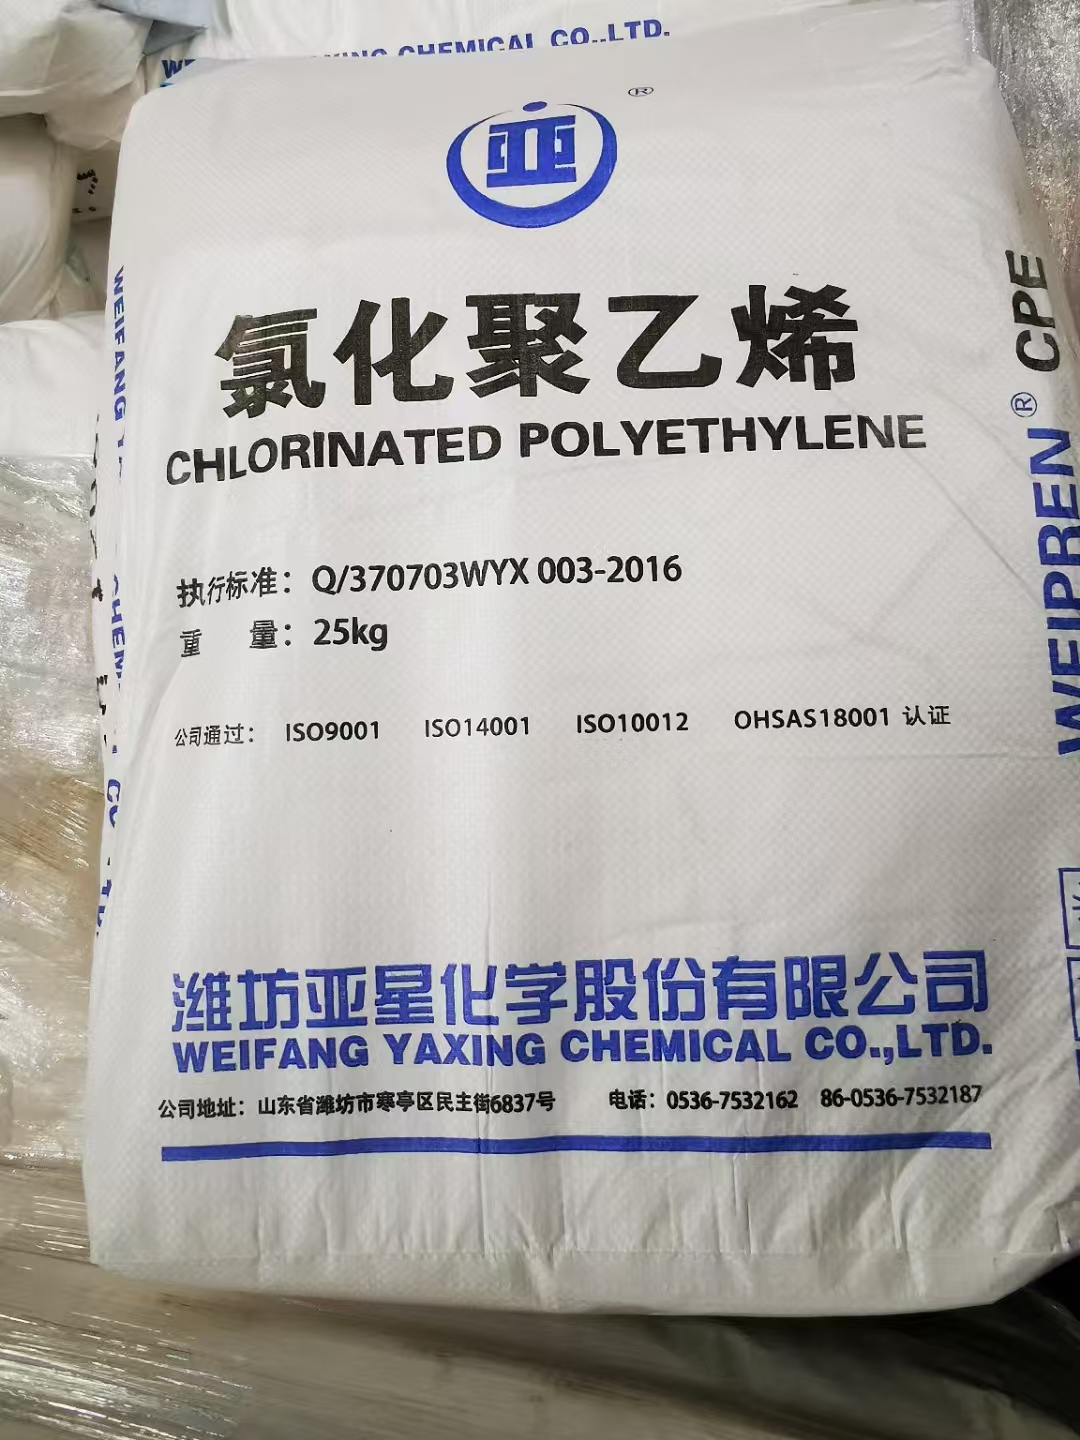 CHEMICAL CO.,LTD.
亚
®
氯化聚乙烯
CHLORINATED POLYETHYLENE
执行标准：Q/370703WYX 003-2016
重 量：25kg
公司通过： ISO9001 ISO14001 ISO10012 OHSAS18001 认证
潍坊亚星化学股份有限公司
WEIFANG YAXING CHEMICAL CO.,LTD.
公司地址：山东省潍坊市寒亭区民主街6837号 电话：0536-7532162 86-0536-7532187
WEIFANG
WEIPREN® CPE